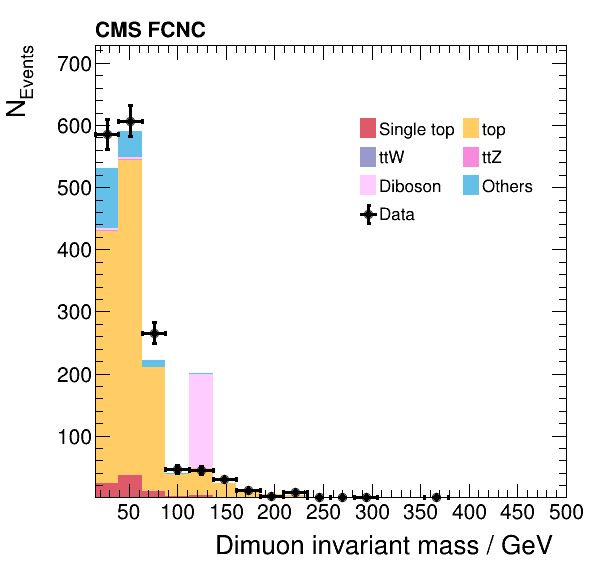 CMS FCNC
N_Events
700
600
500
400
300
200
100
Single top
top
ttW
ttZ
Diboson
Others
Data
50 100 150 200 250 300 350 400 450 500
Dimuon invariant mass / GeV